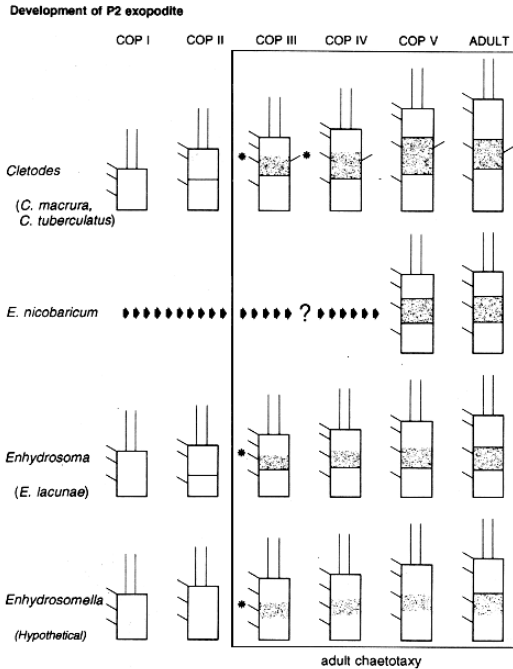 Development of P2 exopodite
COP I COP II COP III COP IV COP V ADULT
* *
Cletodes
(C. macrura,
C. tuberculatus)
E. nicobaricum ?
*
Enhydrosoma
(E. lacunae)
Enhydrosomella *
(Hypothetical)
adult chaetotaxy